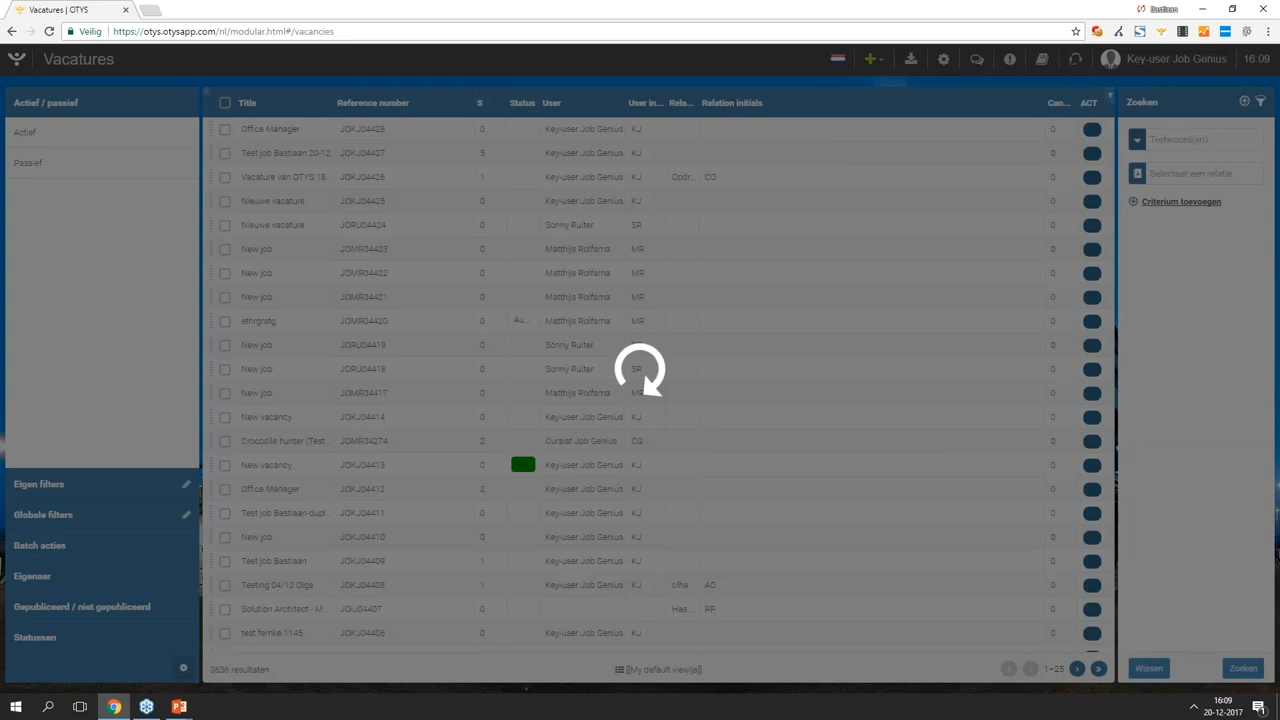 Vacatures | OTYS
Bastiaan
Veilig https://otys.otysapp.com/nl/modular.html#/vacancies
Vacatures
Key-user Job Genius 16:09
Actief / passief
Actief
Passief
Eigen filters
Globale filters
Batch acties
Eigenaar
Gepubliceerd / niet gepubliceerd
Statussen
Title Reference number S Status User User in... Rela... Relation initials Can... ACT
Office Manager JOKJ04428 0 Key-user Job Genius KJ 0
Test job Bastiaan 20-12 JOKJ04427 5 Key-user Job Genius KJ 0
Vacature van OTYS 18... JOKJ04426 1 Key-user Job Genius KJ Opdr... CO 0
Nieuwe vacature JOKJ04425 0 Key-user Job Genius KJ 0
Nieuwe vacature JORU04424 0 Sonny Ruiter SR 0
New job JOMR04423 0 Matthijs Rolfsma MR 0
New job JOMR04422 0 Matthijs Rolfsma MR 0
New job JOMR04421 0 Matthijs Rolfsma MR 0
ethrgratg JOMR04420 0 Au... Matthijs Rolfsma MR 0
New job JORU04419 0 Sonny Ruiter 0
New job JORU04418 0 Sonny Ruiter SR 0
New job JOMR04417 0 Matthijs Rolfsma MR 0
New vacancy JOKJ04414 0 Key-user Job Genius KJ 0
Crocodile hunter (Test... JOMR04274 2 Cursist Job Genius CG 0
New vacancy JOKJ04413 0 Key-user Job Genius KJ 0
Office Manager JOKJ04412 2 Key-user Job Genius KJ 0
Test job Bastiaan-dupl... JOKJ04411 0 Key-user Job Genius KJ 0
New job JOKJ04410 0 Key-user Job Genius KJ 0
Test job Bastiaan JOKJ04409 1 Key-user Job Genius KJ 0
Testing 04/12 Olga JOKJ04408 1 Key-user Job Genius KJ olha AO 0
Solution Architect - M... JOIJ04407 0 Has... RP 0
test femke 1145 JOKJ04406 0 Key-user Job Genius KJ 0
3636 resultaten [[My default view|s]] 1–25
Zoeken
Trefwoord(en)...
Selecteer een relatie
Criterium toevoegen
Wissen Zoeken
16:09
20-12-2017